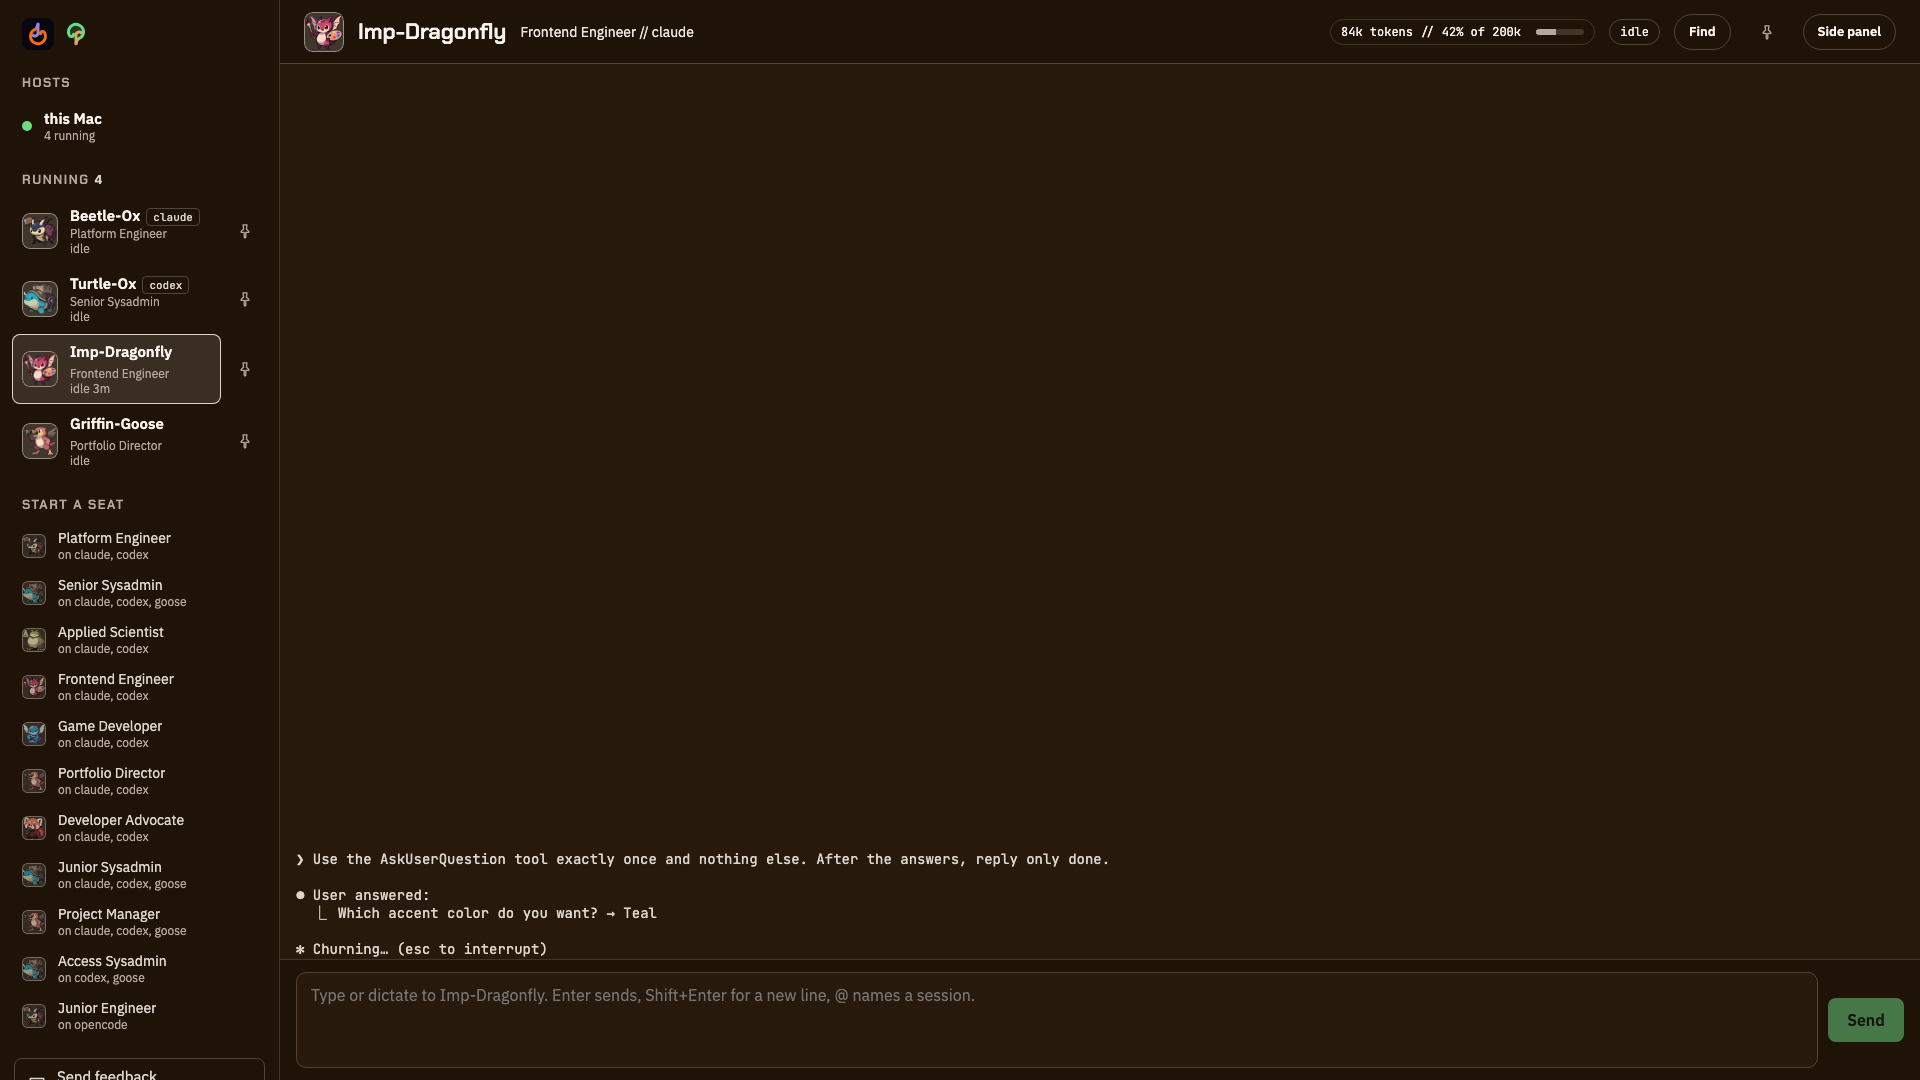 HOSTS
this Mac
4 running
RUNNING 4
Beetle-Ox claude
Platform Engineer
idle
Turtle-Ox codex
Senior Sysadmin
idle
Imp-Dragonfly
Frontend Engineer
idle 3m
Griffin-Goose
Portfolio Director
idle
START A SEAT
Platform Engineer
on claude, codex
Senior Sysadmin
on claude, codex, goose
Applied Scientist
on claude, codex
Frontend Engineer
on claude, codex
Game Developer
on claude, codex
Portfolio Director
on claude, codex
Developer Advocate
on claude, codex
Junior Sysadmin
on claude, codex, goose
Project Manager
on claude, codex, goose
Access Sysadmin
on codex, goose
Junior Engineer
on opencode
Send feedback
Imp-Dragonfly Frontend Engineer // claude
84k tokens // 42% of 200k
idle
Find
Side panel
❯ Use the AskUserQuestion tool exactly once and nothing else. After the answers, reply only done.
● User answered:
⎿ Which accent color do you want? → Teal
✻ Churning… (esc to interrupt)
Type or dictate to Imp-Dragonfly. Enter sends, Shift+Enter for a new line, @ names a session.
Send